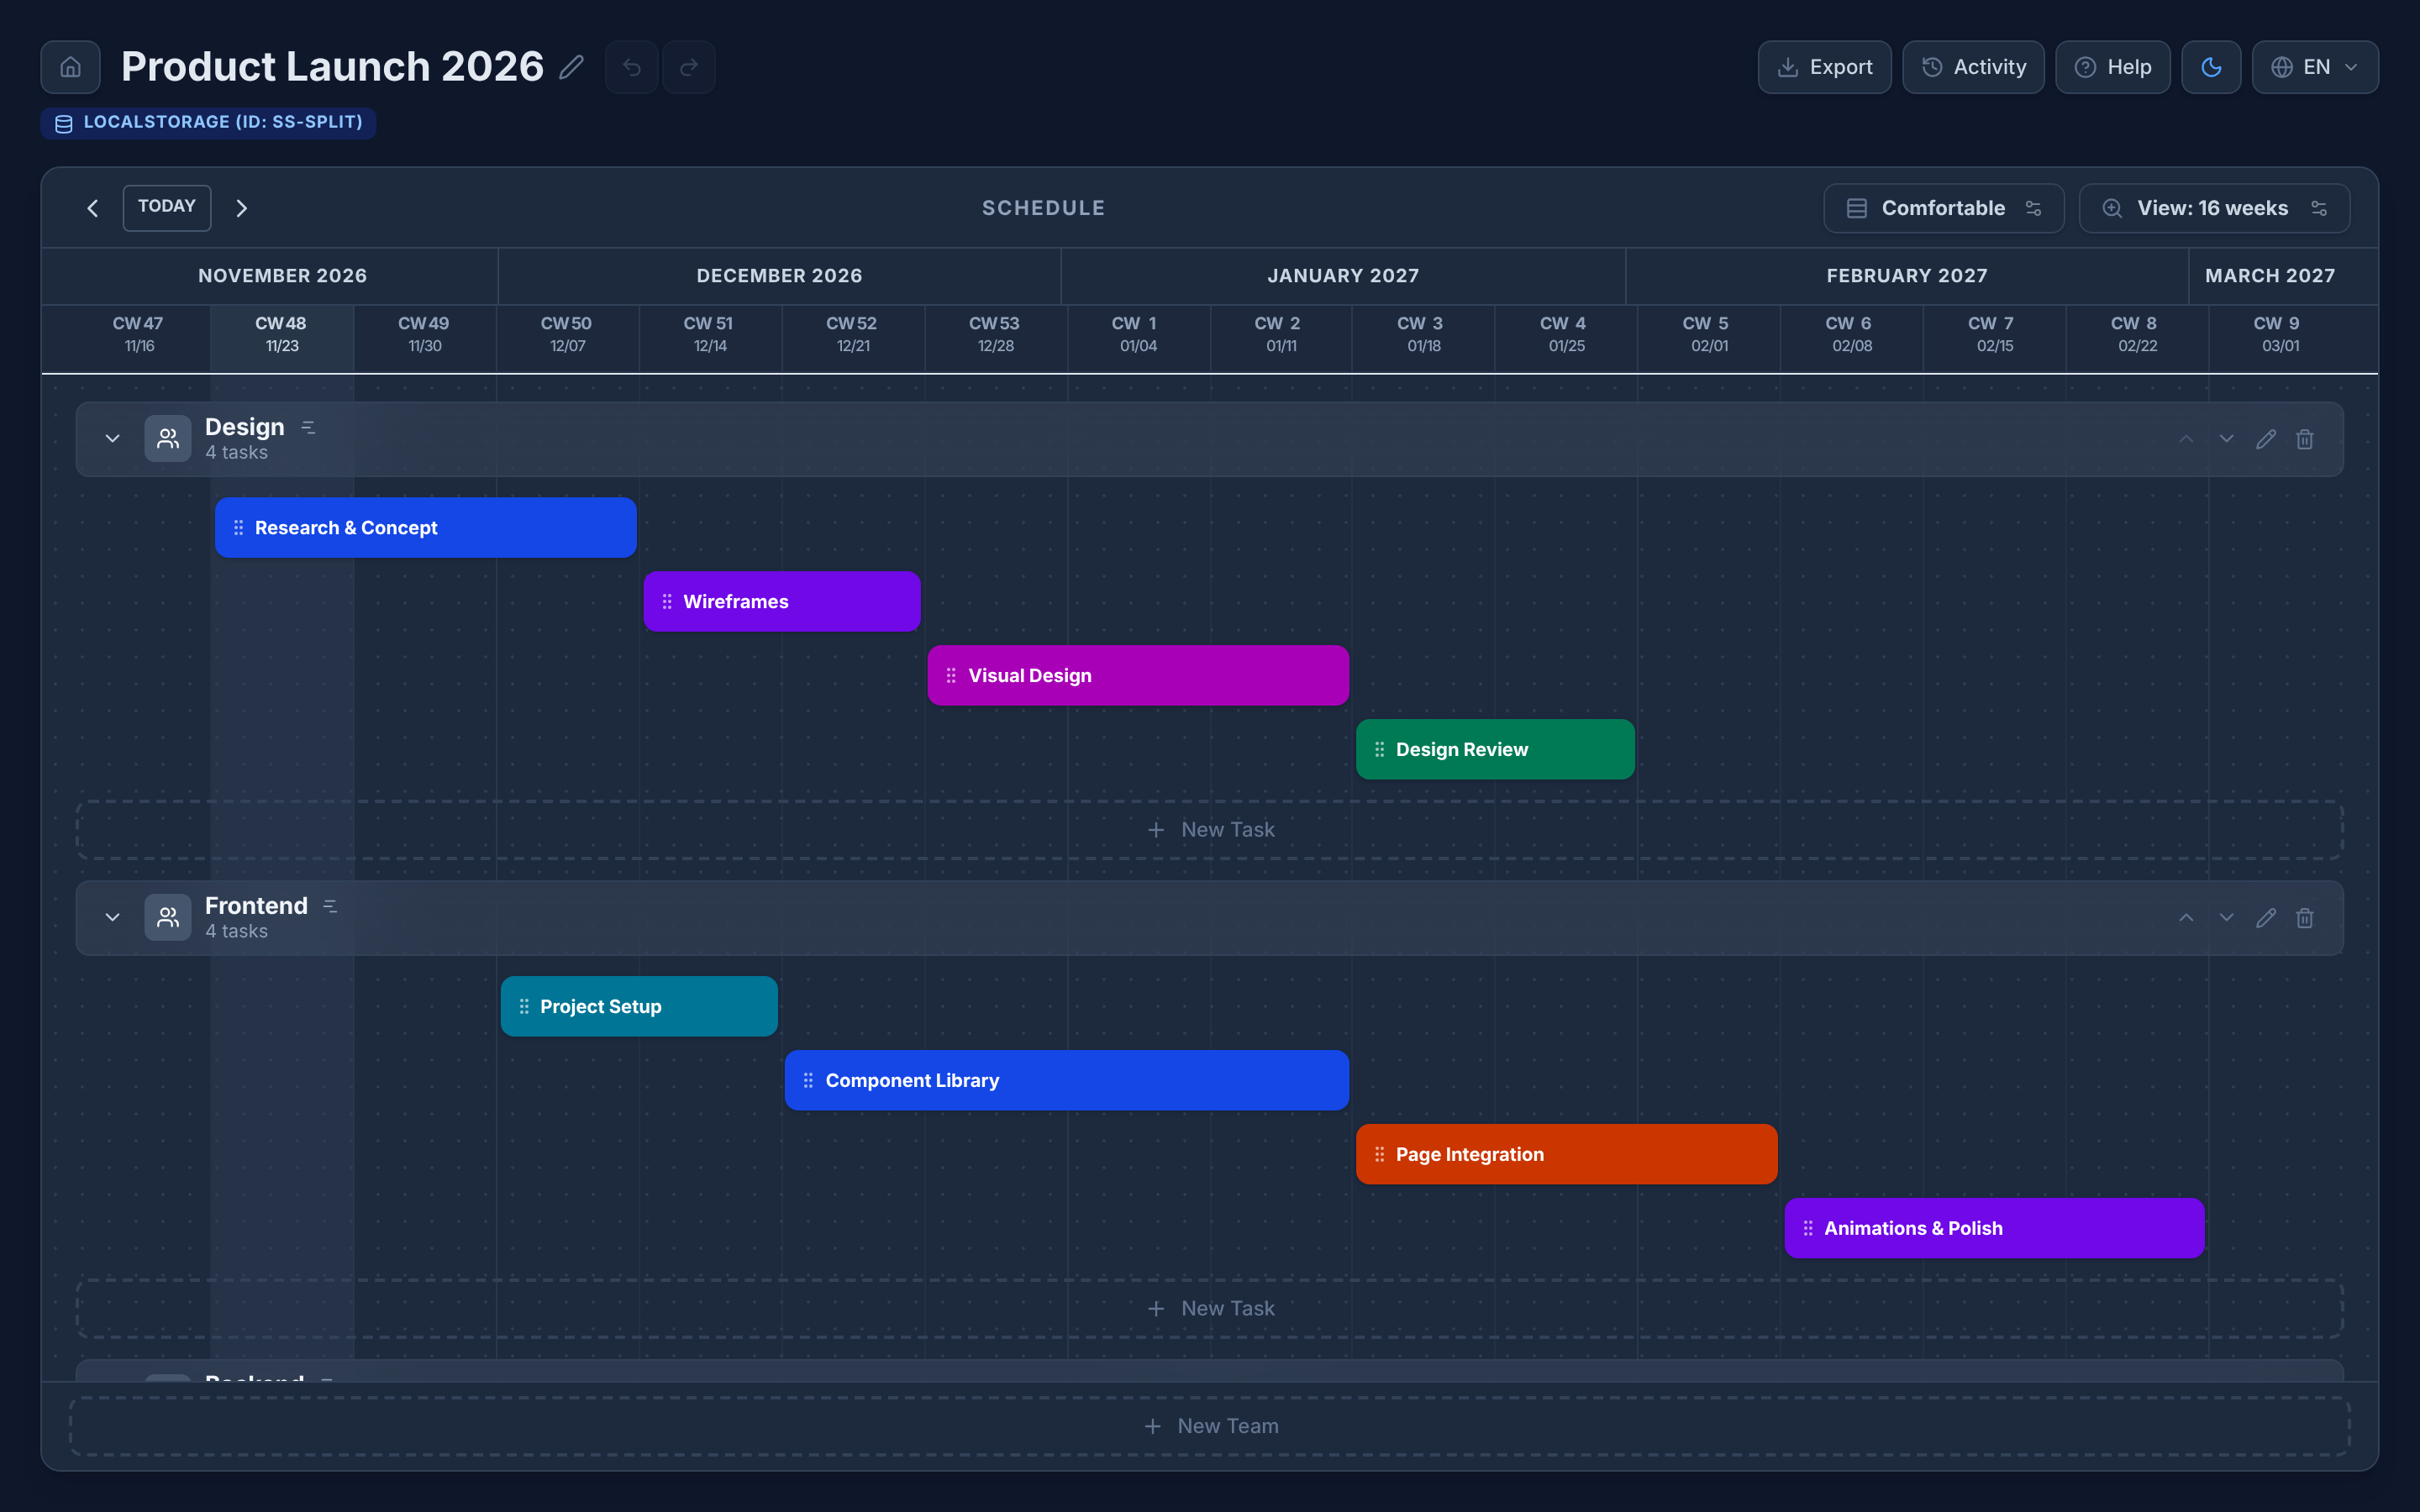 Product Launch 2026
Export
Activity
Help
EN
LOCALSTORAGE (ID: SS-SPLIT)
TODAY
SCHEDULE
Comfortable
View: 16 weeks
NOVEMBER 2026
DECEMBER 2026
JANUARY 2027
FEBRUARY 2027
MARCH 2027
CW 47
CW 48
CW 49
CW 50
CW 51
CW 52
CW 53
CW 1
CW 2
CW 3
CW 4
CW 5
CW 6
CW 7
CW 8
CW 9
11/16
11/23
11/30
12/07
12/14
12/21
12/28
01/04
01/11
01/18
01/25
02/01
02/08
02/15
02/22
03/01
Design
4 tasks
Research & Concept
Wireframes
Visual Design
Design Review
New Task
Frontend
4 tasks
Project Setup
Component Library
Page Integration
Animations & Polish
New Task
Backend
New Team